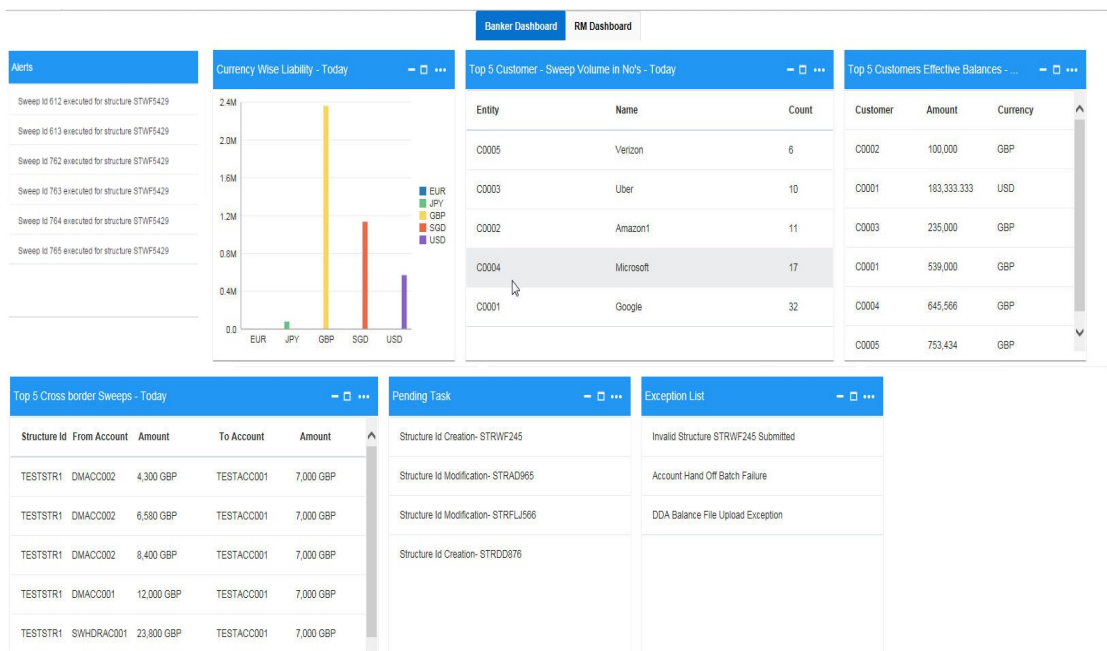 Banker Dashboard RM Dashboard
Alerts
Sweep Id 612 executed for structure STWF5429
Sweep Id 613 executed for structure STWF5429
Sweep Id 762 executed for structure STWF5429
Sweep Id 763 executed for structure STWF5429
Sweep Id 764 executed for structure STWF5429
Sweep Id 765 executed for structure STWF5429
Currency Wise Liability - Today
2.4M
2.0M
1.6M
1.2M
0.8M
0.4M
0.0
EUR JPY GBP SGD USD
EUR
JPY
GBP
SGD
USD
Top 5 Customer - Sweep Volume in No's - Today
Entity Name Count
C0005 Verizon 6
C0003 Uber 10
C0002 Amazon1 11
C0004 Microsoft 17
C0001 Google 32
Top 5 Customers Effective Balances - ...
Customer Amount Currency
C0002 100,000 GBP
C0001 183,333.333 USD
C0003 235,000 GBP
C0001 539,000 GBP
C0004 645,566 GBP
C0005 753,434 GBP
Top 5 Cross border Sweeps - Today
Structure Id From Account Amount To Account Amount
TESTSTR1 DMACC002 4,300 GBP TESTACC001 7,000 GBP
TESTSTR1 DMACC002 6,580 GBP TESTACC001 7,000 GBP
TESTSTR1 DMACC002 8,400 GBP TESTACC001 7,000 GBP
TESTSTR1 DMACC001 12,000 GBP TESTACC001 7,000 GBP
TESTSTR1 SWHDRAC001 23,800 GBP TESTACC001 7,000 GBP
Pending Task
Structure Id Creation- STRWF245
Structure Id Modification- STRAD965
Structure Id Modification- STRFLJ566
Structure Id Creation- STRDD876
Exception List
Invalid Structure STRWF245 Submitted
Account Hand Off Batch Failure
DDA Balance File Upload Exception